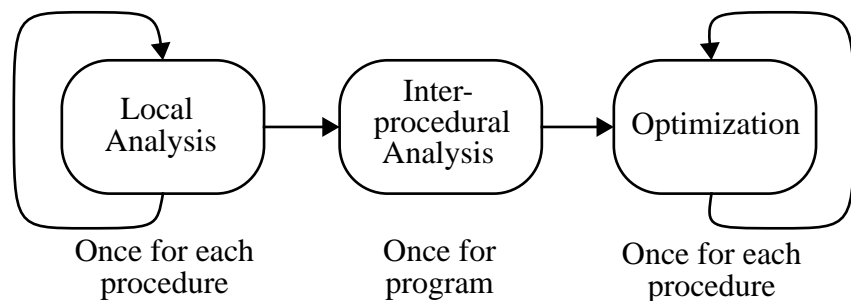 Local
Analysis
Inter-
procedural
Analysis
Optimization
Once for each
procedure
Once for
program
Once for each
procedure